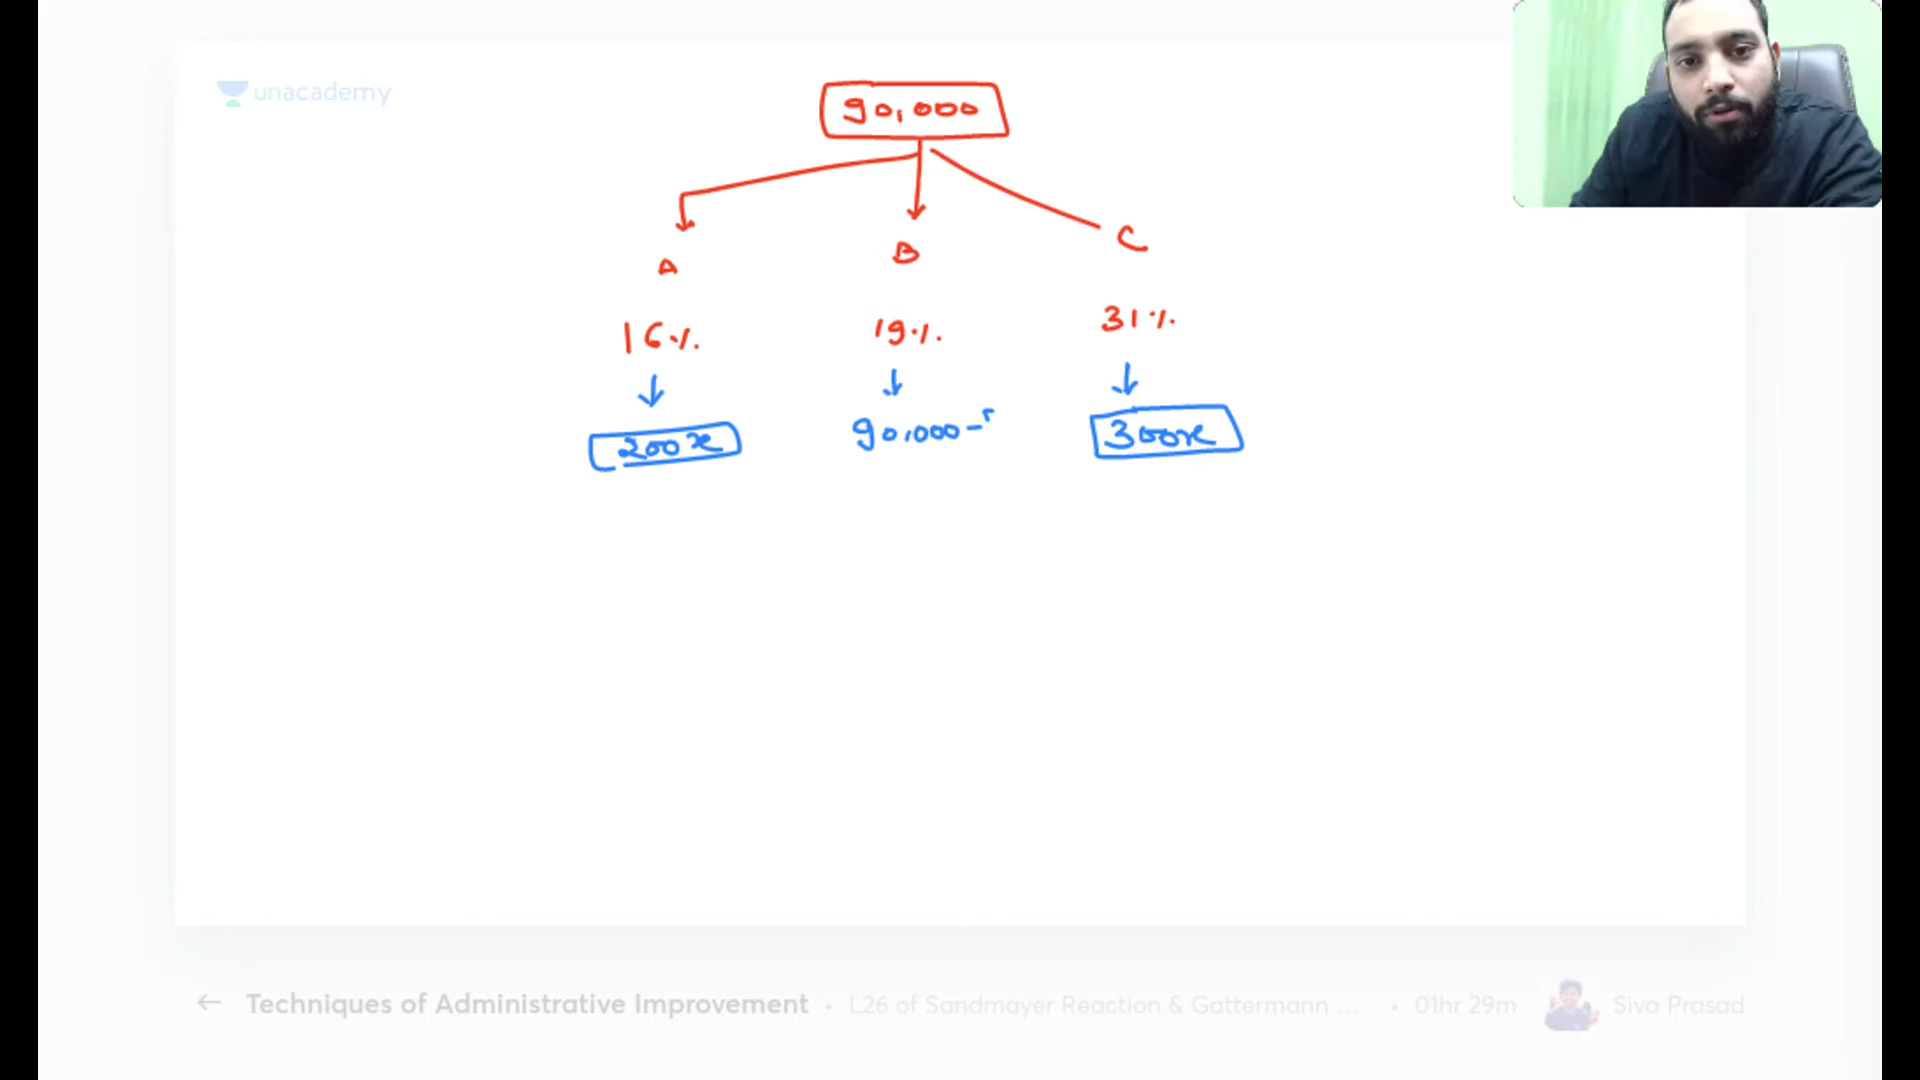 unacademy
90,000
A B C
16% 19% 31%
200x 90,000- 300x
← Techniques of Administrative Improvement • L26 of Sandmayer Reaction & Gattermann ... • 01hr 29m Siva Prasad